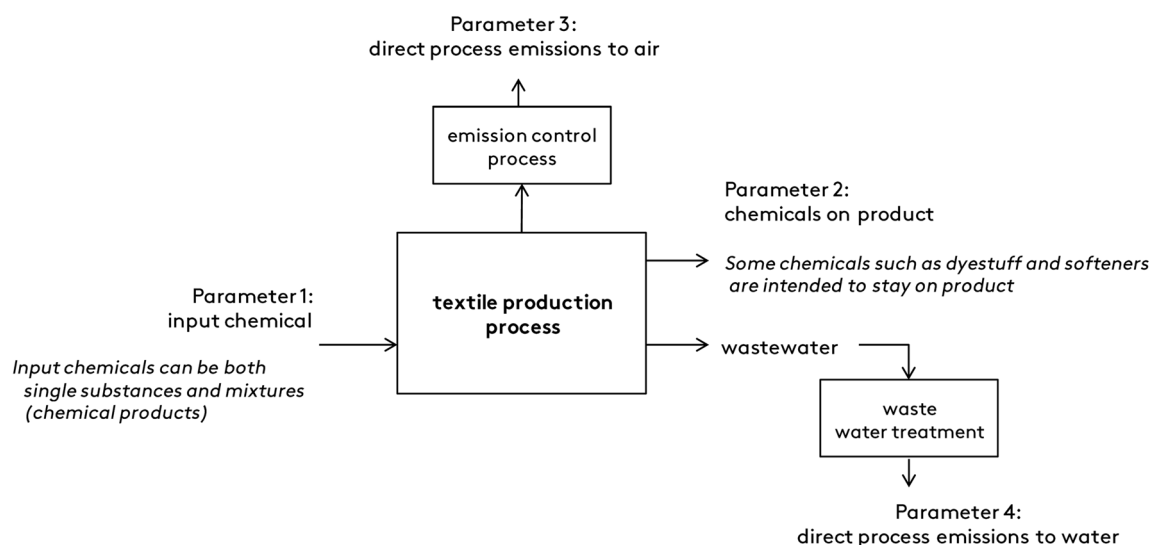 Parameter 3:
direct process emissions to air
emission control
process
Parameter 2:
chemicals on product
Some chemicals such as dyestuff and softeners
are intended to stay on product
Parameter 1:
input chemical
Input chemicals can be both
single substances and mixtures
(chemical products)
textile production
process
wastewater
waste
water treatment
Parameter 4:
direct process emissions to water